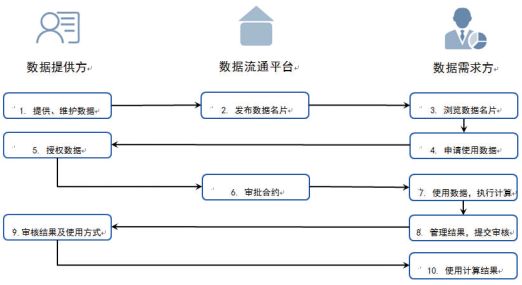 数据提供方
数据流通平台
数据需求方
1. 提供、维护数据
2. 发布数据名片
3. 浏览数据名片
4. 申请使用数据
5. 授权数据
6. 审批合约
7. 使用数据，执行计算
8. 管理结果，提交审核
9.审核结果及使用方式
10. 使用计算结果